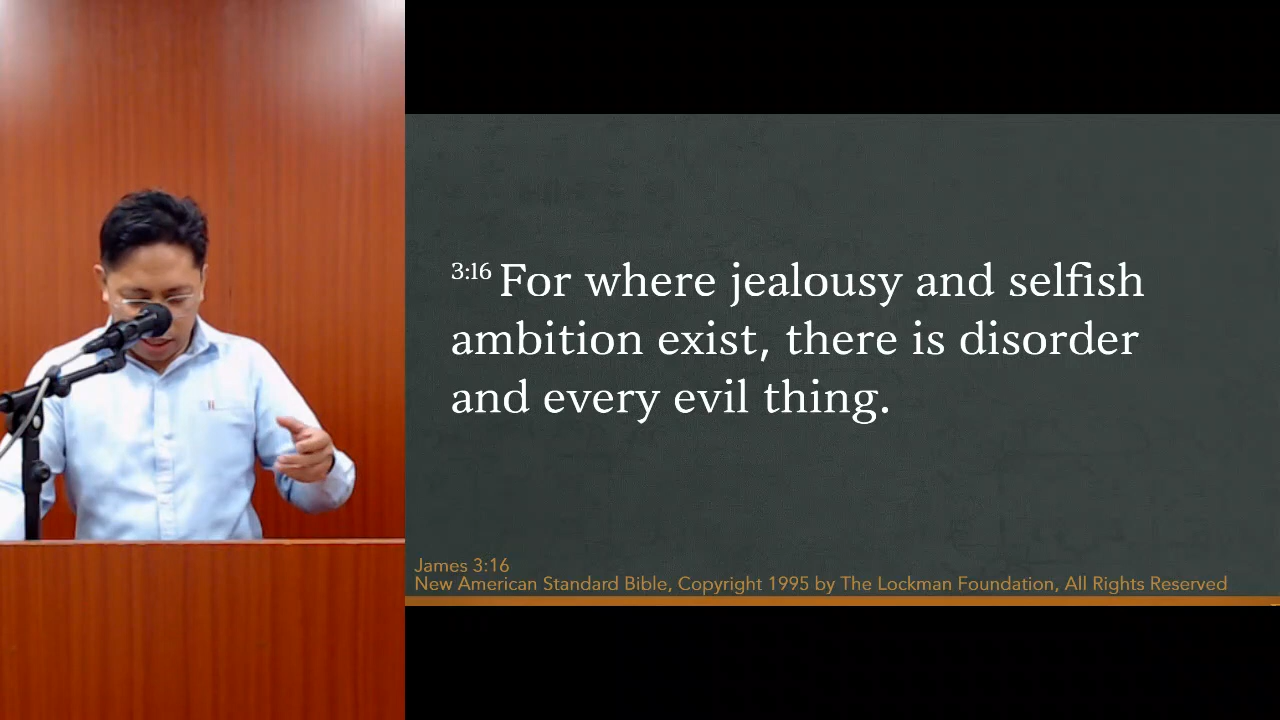 3:16 For where jealousy and selfish
ambition exist, there is disorder
and every evil thing.
James 3:16
New American Standard Bible, Copyright 1995 by The Lockman Foundation, All Rights Reserved